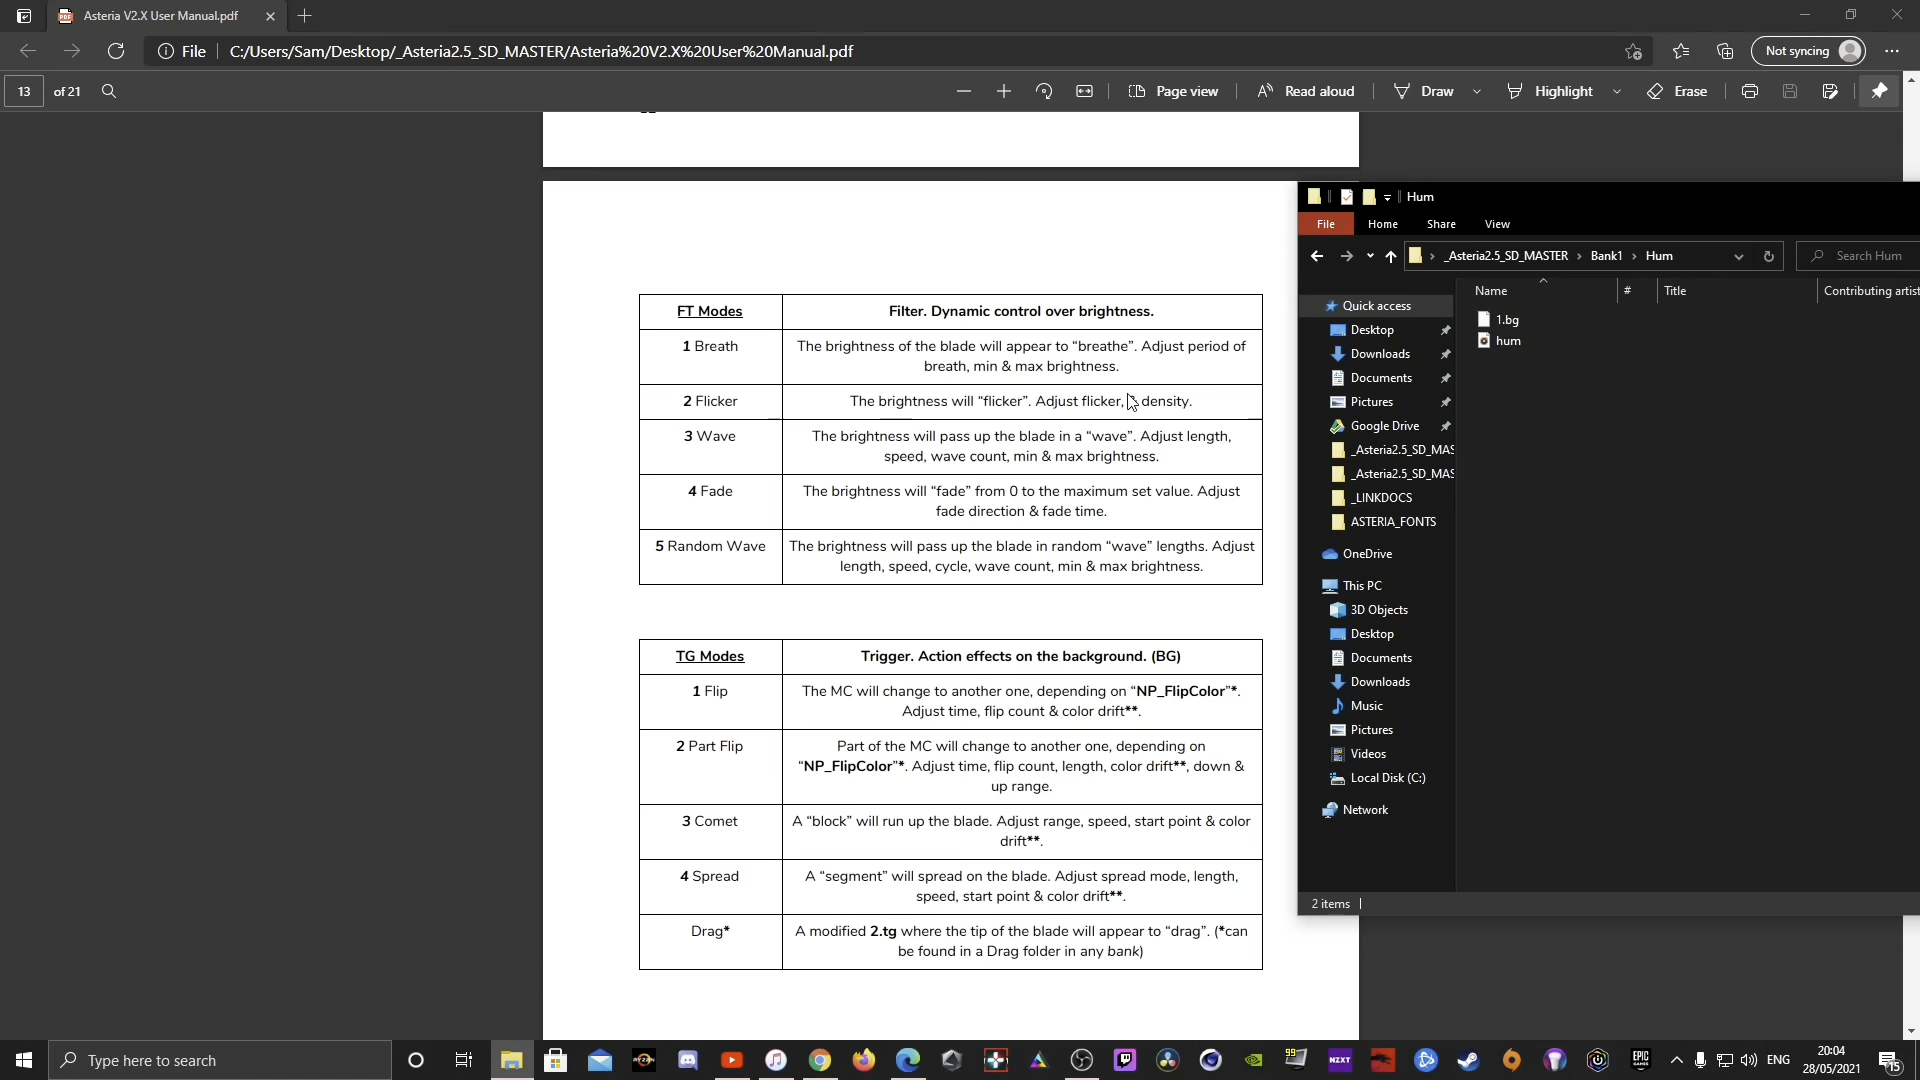 Asteria V2.X User Manual.pdf
File
C:/Users/Sam/Desktop/_Asteria2.5_SD_MASTER/Asteria%20V2.X%20User%20Manual.pdf
Not syncing
13 of 21
Page view
Read aloud
Draw
Highlight
Erase
FT Modes
Filter. Dynamic control over brightness.
1 Breath
The brightness of the blade will appear to “breathe”. Adjust period of
breath, min & max brightness.
2 Flicker
The brightness will “flicker”. Adjust flicker, density.
3 Wave
The brightness will pass up the blade in a “wave”. Adjust length,
speed, wave count, min & max brightness.
4 Fade
The brightness will “fade” from 0 to the maximum set value. Adjust
fade direction & fade time.
5 Random Wave
The brightness will pass up the blade in random “wave” lengths. Adjust
length, speed, cycle, wave count, min & max brightness.
TG Modes
Trigger. Action effects on the background. (BG)
1 Flip
The MC will change to another one, depending on “NP_FlipColor”*.
Adjust time, flip count & color drift**.
2 Part Flip
Part of the MC will change to another one, depending on
“NP_FlipColor”*. Adjust time, flip count, length, color drift**, down &
up range.
3 Comet
A “block” will run up the blade. Adjust range, speed, start point & color
drift**.
4 Spread
A “segment” will spread on the blade. Adjust spread mode, length,
speed, start point & color drift**.
Drag*
A modified 2.tg where the tip of the blade will appear to “drag”. (*can
be found in a Drag folder in any bank)
Hum
File Home Share View
_Asteria2.5_SD_MASTER > Bank1 > Hum
Search Hum
Name # Title Contributing artist
1.bg
hum
Quick access
Desktop
Downloads
Documents
Pictures
Google Drive
_Asteria2.5_SD_MAS
_Asteria2.5_SD_MAS
_LINKDOCS
ASTERIA_FONTS
OneDrive
This PC
3D Objects
Desktop
Documents
Downloads
Music
Pictures
Videos
Local Disk (C:)
Network
2 items
Type here to search
RYZEN
99
NZXT
EPIC
ENG
20:04
28/05/2021
15